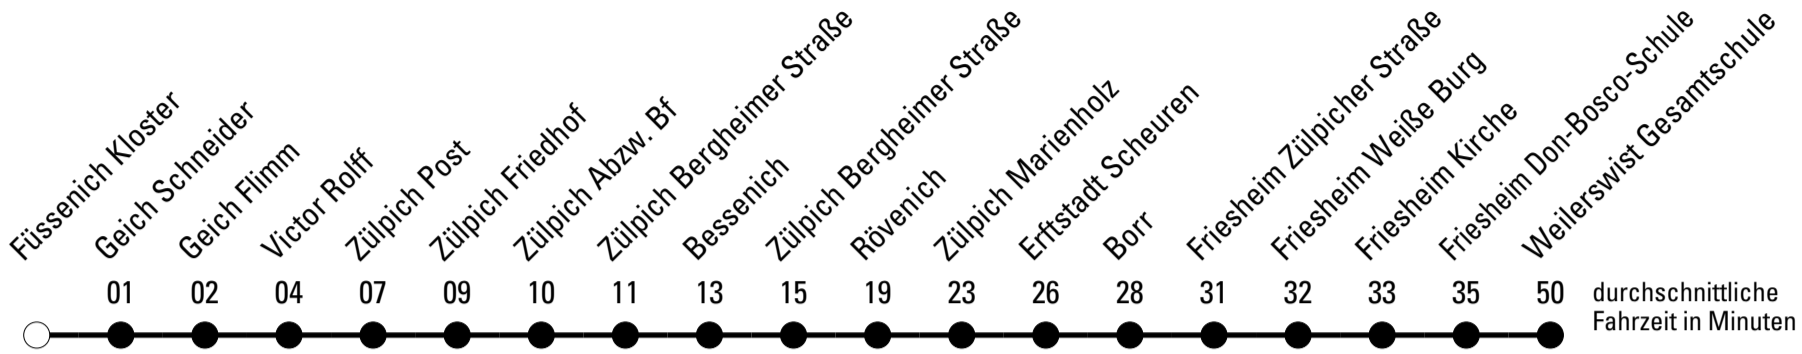 Füssenich Kloster
Geich Schneider
Geich Flimm
Victor Rolff
Zülpich Post
Zülpich Friedhof
Zülpich Abzw. Bf
Zülpich Bergheimer Straße
Bessenich
Zülpich Bergheimer Straße
Rövenich
Zülpich Marienholz
Erftstadt Scheuren
Borr
Friesheim Zülpicher Straße
Friesheim Weiße Burg
Friesheim Kirche
Friesheim Don-Bosco-Schule
Weilerswist Gesamtschule
01 02 04 07 09 10 11 13 15 19 23 26 28 31 32 33 35 50
durchschnittliche
Fahrzeit in Minuten